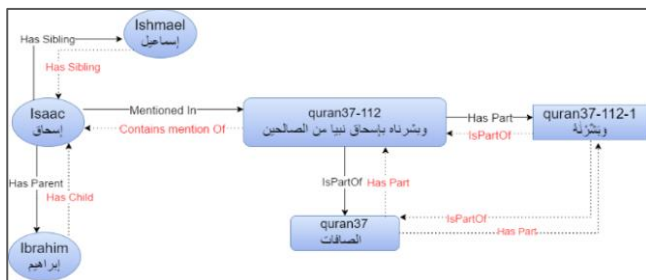 Ishmael
إسماعيل
Has Sibling
Has Sibling
Isaac
إسحاق
Mentioned In
Contains mention Of
quran37-112
وبشرناه بإسحاق نبيا من الصالحين
Has Part
IsPartOf
quran37-112-1
وَبَشَّرْنَاهُ
Has Parent
Has Child
IsPartOf
Has Part
IsPartOf
Has Part
quran37
الصافات
Ibrahim
إبراهيم